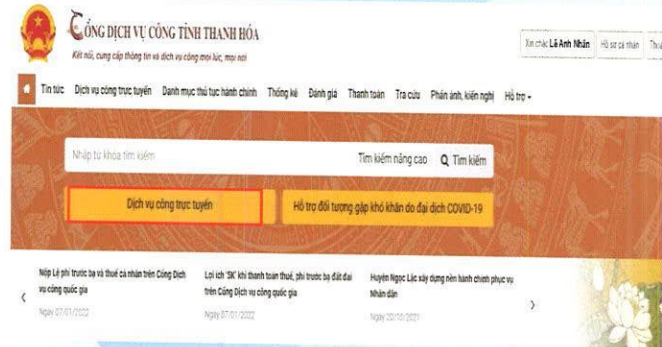 CỔNG DỊCH VỤ CÔNG TỈNH THANH HÓA
Kết nối, cung cấp thông tin và dịch vụ công mọi lúc, mọi nơi
Xin chào: Lê Anh Nhân
Hồ sơ cá nhân
Tin tức Dịch vụ công trực tuyến Danh mục thủ tục hành chính Thống kê Đánh giá Thanh toán Tra cứu Phản ánh, kiến nghị Hỗ trợ
Nhập từ khóa tìm kiếm
Tìm kiếm nâng cao
Tìm kiếm
Dịch vụ công trực tuyến
Hỗ trợ đối tượng gặp khó khăn do đại dịch COVID-19
Nộp Lệ phí trước bạ và thuế cá nhân trên Cổng Dịch
vụ công quốc gia
Ngày 07/01/2022
Lợi ích '5K' khi thanh toán thuế, phí trước bạ đất đai
trên Cổng Dịch vụ công quốc gia
Ngày 07/01/2022
Huyện Ngọc Lặc xây dựng nền hành chính phục vụ
Nhân dân
Ngày 20/10/2021